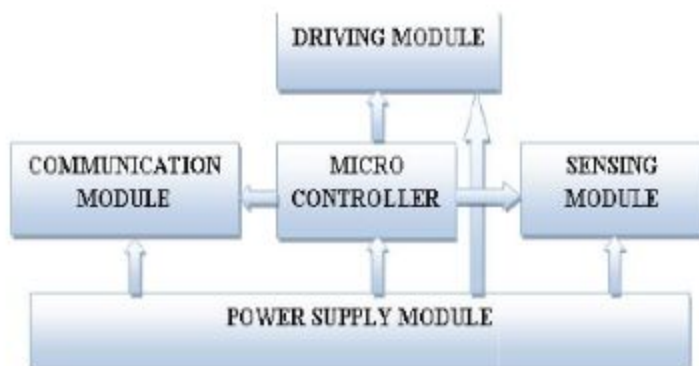 DRIVING MODULE
COMMUNICATION
MODULE
MICRO
CONTROLLER
SENSING
MODULE
POWER SUPPLY MODULE